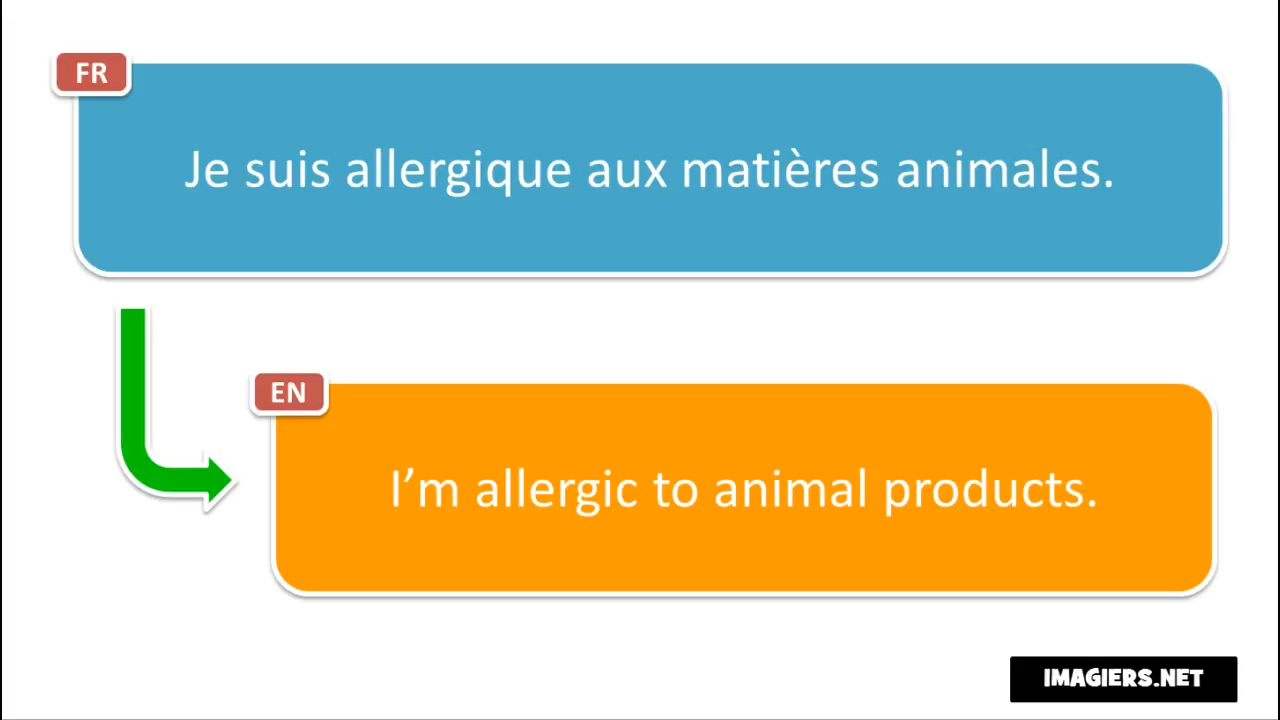 FR
Je suis allergique aux matières animales.
EN
I’m allergic to animal products.
IMAGIERS.NET